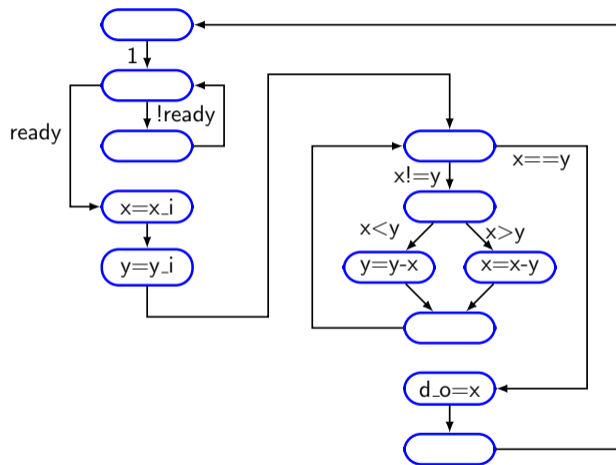 1
!ready
ready
x=x_i
y=y_i
x==y
x!=y
x<y
x>y
y=y-x
x=x-y
d_o=x